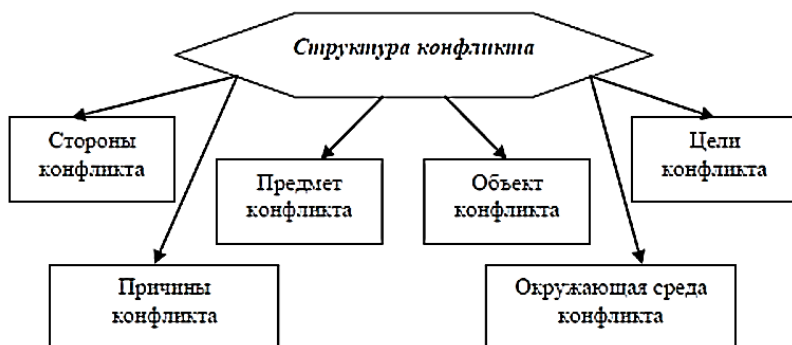 Структура конфликта
Стороны
конфликта
Предмет
конфликта
Объект
конфликта
Цели
конфликта
Причины
конфликта
Окружающая среда
конфликта